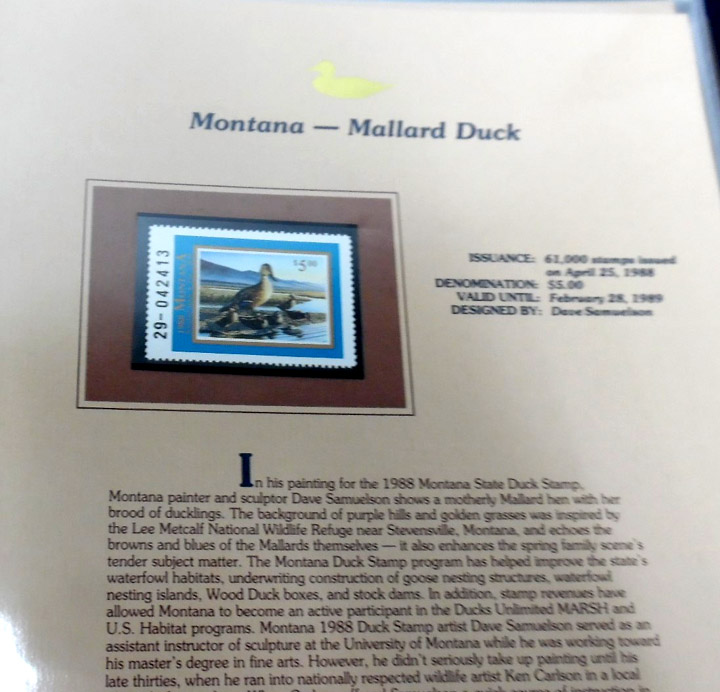 Montana — Mallard Duck
29-042413
1988 MONTANA
$5.00
ISSUANCE: 61,000 stamps issued
on April 25, 1988
DENOMINATION: $5.00
VALID UNTIL: February 28, 1989
DESIGNED BY: Dave Samuelson
In his painting for the 1988 Montana State Duck Stamp,
Montana painter and sculptor Dave Samuelson shows a motherly Mallard hen with her
brood of ducklings. The background of purple hills and golden grasses was inspired by
the Lee Metcalf National Wildlife Refuge near Stevensville, Montana, and echoes the
browns and blues of the Mallards themselves — it also enhances the spring family scene's
tender subject matter. The Montana Duck Stamp program has helped improve the state's
waterfowl habitats, underwriting construction of goose nesting structures, waterfowl
nesting islands, Wood Duck boxes, and stock dams. In addition, stamp revenues have
allowed Montana to become an active participant in the Ducks Unlimited MARSH and
U.S. Habitat programs. Montana 1988 Duck Stamp artist Dave Samuelson served as an
assistant instructor of sculpture at the University of Montana while he was working toward
his master's degree in fine arts. However, he didn't seriously take up painting until his
late thirties, when he ran into nationally respected wildlife artist Ken Carlson in a local